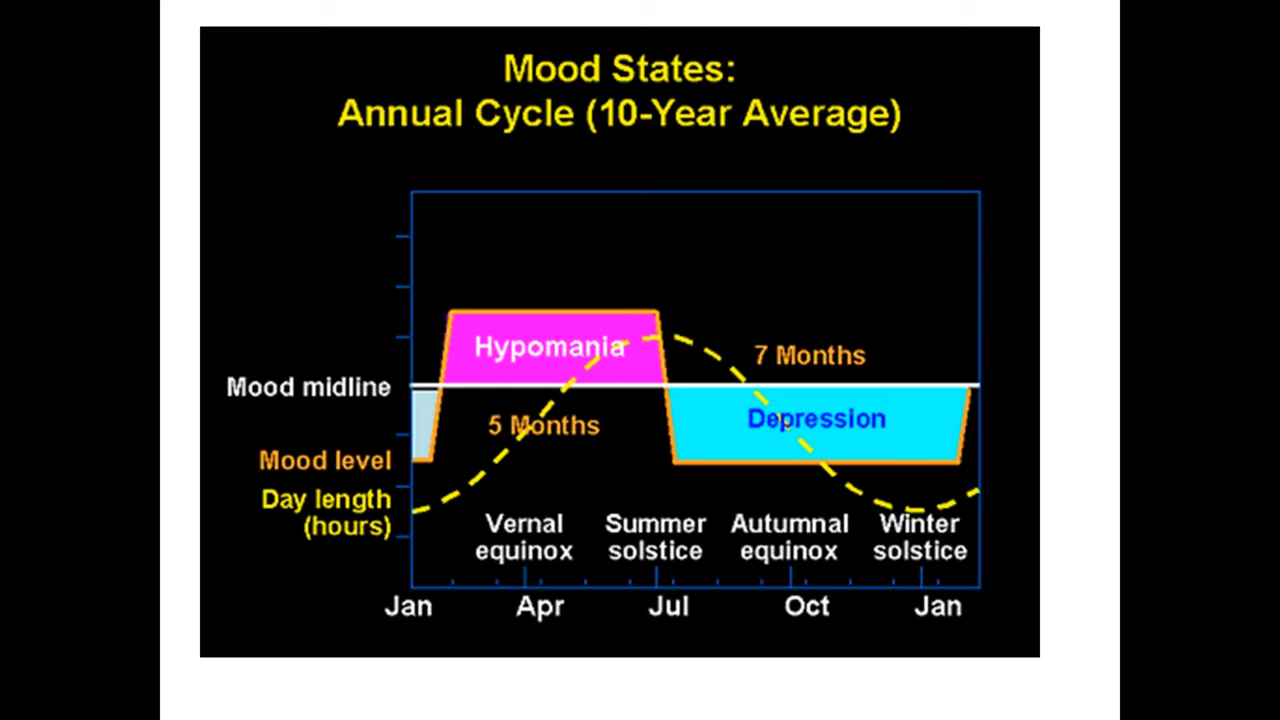 Mood States:
Annual Cycle (10-Year Average)
Hypomania
7 Months
Mood midline
5 Months
Depression
Mood level
Day length
(hours)
Vernal
equinox
Summer
solstice
Autumnal
equinox
Winter
solstice
Jan Apr Jul Oct Jan